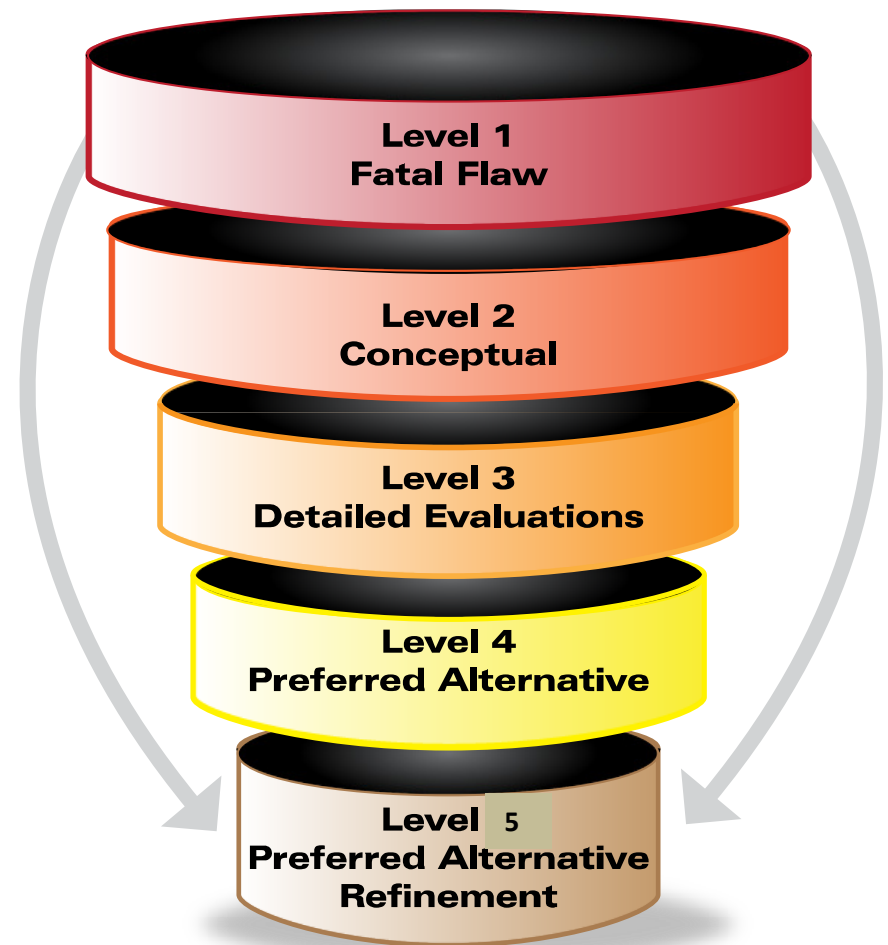 Level 1
Fatal Flaw
Level 2
Conceptual
Level 3
Detailed Evaluations
Level 4
Preferred Alternative
Level 5
Preferred Alternative
Refinement